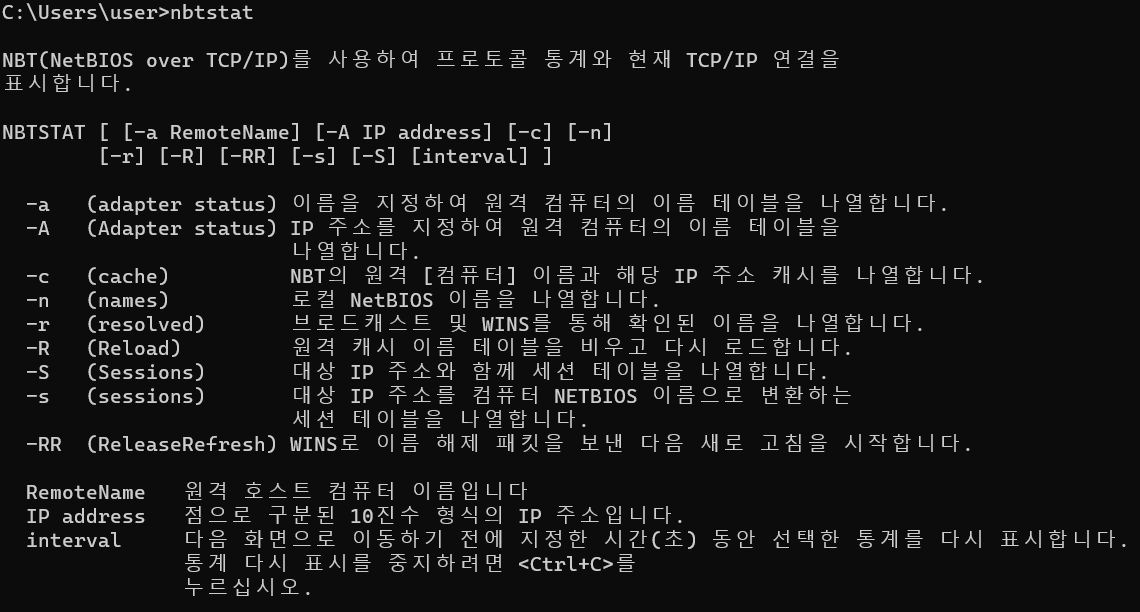 C:\Users\user>nbtstat
NBT(NetBIOS over TCP/IP)를 사용하여 프로토콜 통계와 현재 TCP/IP 연결을
표시합니다.
NBTSTAT [ [-a RemoteName] [-A IP address] [-c] [-n]
[-r] [-R] [-RR] [-s] [-S] [interval] ]
-a (adapter status) 이름을 지정하여 원격 컴퓨터의 이름 테이블을 나열합니다.
-A (Adapter status) IP 주소를 지정하여 원격 컴퓨터의 이름 테이블을
나열합니다.
-c (cache) NBT의 원격 [컴퓨터] 이름과 해당 IP 주소 캐시를 나열합니다.
-n (names) 로컬 NetBIOS 이름을 나열합니다.
-r (resolved) 브로드캐스트 및 WINS를 통해 확인된 이름을 나열합니다.
-R (Reload) 원격 캐시 이름 테이블을 비우고 다시 로드합니다.
-S (Sessions) 대상 IP 주소와 함께 세션 테이블을 나열합니다.
-s (sessions) 대상 IP 주소를 컴퓨터 NETBIOS 이름으로 변환하는
세션 테이블을 나열합니다.
-RR (ReleaseRefresh) WINS로 이름 해제 패킷을 보낸 다음 새로 고침을 시작합니다.
RemoteName 원격 호스트 컴퓨터 이름입니다
IP address 점으로 구분된 10진수 형식의 IP 주소입니다.
interval 다음 화면으로 이동하기 전에 지정한 시간(초) 동안 선택한 통계를 다시 표시합니다.
통계 다시 표시를 중지하려면 <Ctrl+C>를
누르십시오.